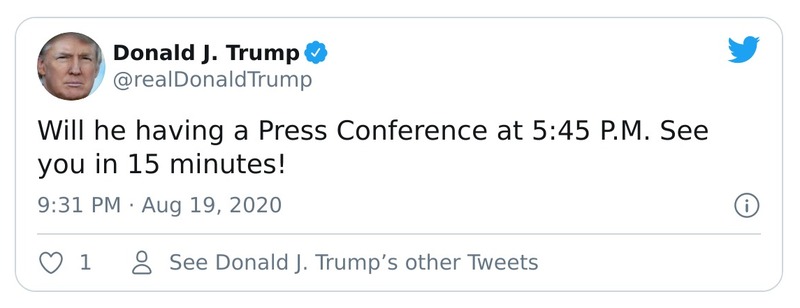 Donald J. Trump
@realDonaldTrump
Will he having a Press Conference at 5:45 P.M. See
you in 15 minutes!
9:31 PM · Aug 19, 2020
1 See Donald J. Trump’s other Tweets